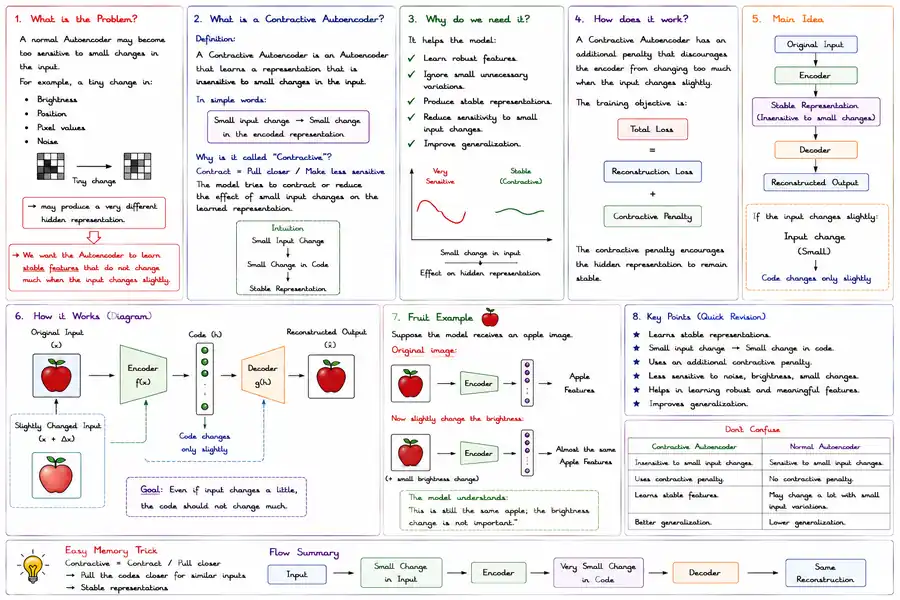 1. What is the Problem?
A normal Autoencoder may become
too sensitive to small changes in
the input.
For example, a tiny change in:
• Brightness
• Position
• Pixel values
• Noise
Tiny change
→ may produce a very different
hidden representation.
→ We want the Autoencoder to learn
stable features that do not change
much when the input changes slightly.
2. What is a Contractive Autoencoder?
Definition:
A Contractive Autoencoder is an Autoencoder
that learns a representation that is
insensitive to small changes in the input.
In simple words:
Small input change → Small change
in the encoded representation.
Why is it called "Contractive"?
Contract = Pull closer / Make less sensitive
The model tries to contract or reduce
the effect of small input changes on the
learned representation.
Intuition
Small Input Change
Small Change in Code
Stable Representation
3. Why do we need it?
It helps the model:
✓ Learn robust features.
✓ Ignore small unnecessary
variations.
✓ Produce stable representations.
✓ Reduce sensitivity to small
input changes.
✓ Improve generalization.
Very
Sensitive
Stable
(Contractive)
Small change in input
Effect on hidden representation
4. How does it work?
A Contractive Autoencoder has an
additional penalty that discourages
the encoder from changing too much
when the input changes slightly.
The training objective is:
Total Loss
=
Reconstruction Loss
+
Contractive Penalty
The contractive penalty encourages
the hidden representation to remain
stable.
5. Main Idea
Original Input
Encoder
Stable Representation
(Insensitive to small changes)
Decoder
Reconstructed Output
If the input changes slightly:
Input change
(Small)
Code changes only slightly
6. How it Works (Diagram)
Original Input
(x)
Encoder
f(x)
Code (h)
Decoder
g(h)
Reconstructed Output
(x̂)
Slightly Changed Input
(x + Δx)
Code changes
only slightly
Goal: Even if input changes a little,
the code should not change much.
7. Fruit Example
Suppose the model receives an apple image.
Original image:
Encoder
Apple
Features
Now slightly change the brightness:
Encoder
Almost the same
Apple Features
(+ small brightness change)
The model understands:
"This is still the same apple; the brightness
change is not important."
8. Key Points (Quick Revision)
★ Learns stable representations.
★ Small input change → Small change in code.
★ Uses an additional contractive penalty.
★ Less sensitive to noise, brightness, small changes.
★ Helps in learning robust and meaningful features.
★ Improves generalization.
Don't Confuse
Contractive Autoencoder Normal Autoencoder
Insensitive to small input changes. Sensitive to small input changes.
Uses contractive penalty. No contractive penalty.
Learns stable features. May change a lot with small
input variations.
Better generalization. Lower generalization.
Easy Memory Trick
Contractive = Contract / Pull closer
→ Pull the codes closer for similar inputs
→ Stable representations
Flow Summary
Input
Small Change
in Input
Encoder
Very Small Change
in Code
Decoder
Same
Reconstruction